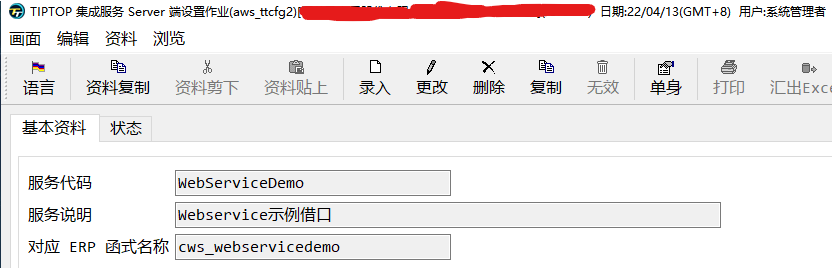 TIPTOP 集成服务 Server 端设置作业(aws_ttcfg2)[
日期:22/04/13(GMT+8) 用户:系统管理者
画面 编辑 资料 浏览
语言 资料复制 资料剪下 资料贴上 录入 更改 删除 复制 无效 单身 打印 汇出Exce
基本资料 状态
服务代码 WebServiceDemo
服务说明 Webservice示例借口
对应 ERP 函式名称 cws_webservicedemo